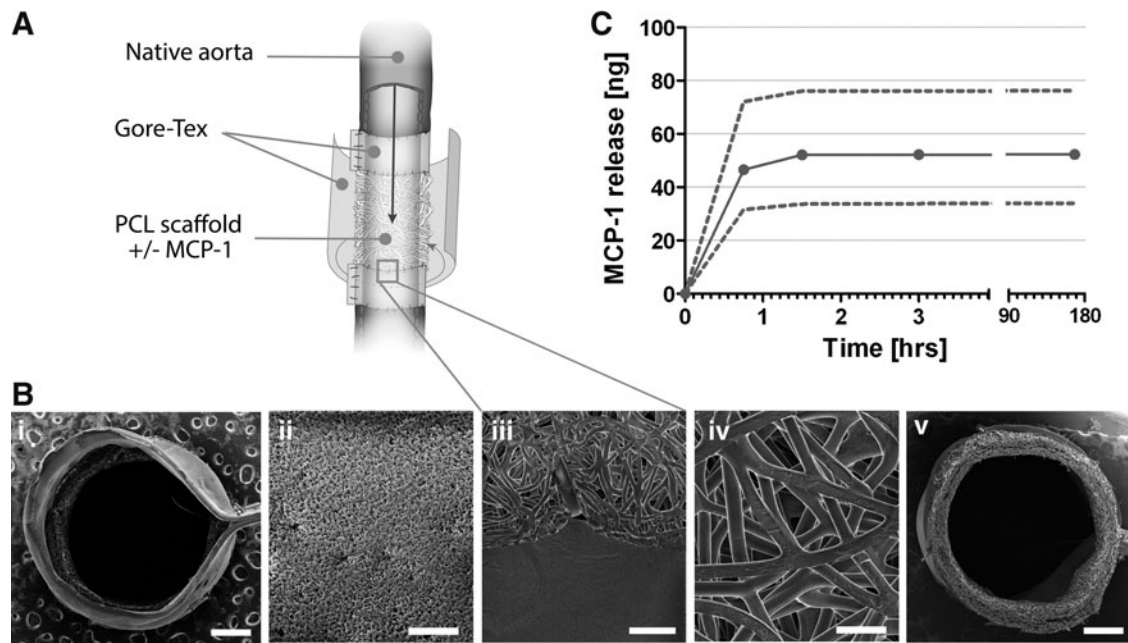 A
Native aorta
Gore-Tex
PCL scaffold
+/- MCP-1
C
MCP-1 release [ng]
100
80
60
40
20
0
0
1
2
3
90
180
Time [hrs]
B
i
ii
iii
iv
v